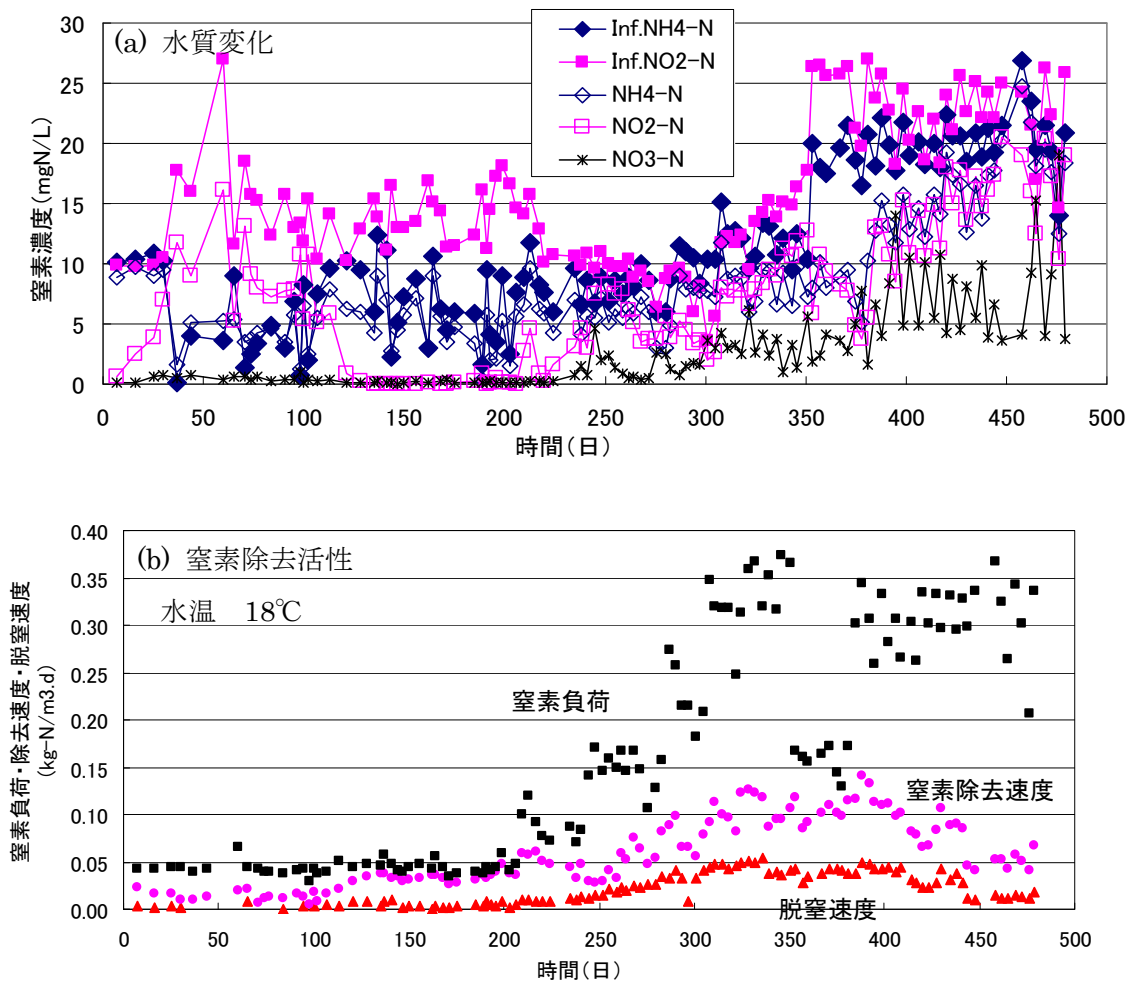 (a) 水質変化
Inf.NH4-N
Inf.NO2-N
NH4-N
NO2-N
NO3-N
窒素濃度(mgN/L)
30
25
20
15
10
5
0
0 50 100 150 200 250 300 350 400 450 500
時間(日)
(b) 窒素除去活性
水温 18℃
窒素負荷・除去速度・脱窒速度
(kg-N/m3.d)
0.40
0.35
0.30
0.25
0.20
0.15
0.10
0.05
0.00
窒素負荷
窒素除去速度
脱窒速度
0 50 100 150 200 250 300 350 400 450 500
時間(日)